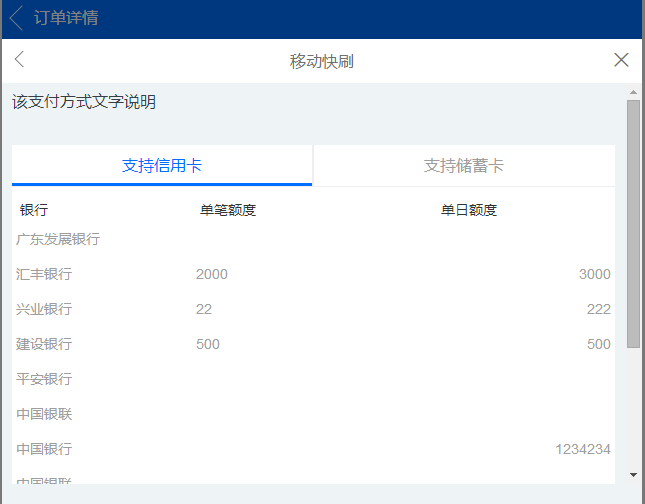 订单详情
移动快刷
该支付方式文字说明
支持信用卡 支持储蓄卡
银行 单笔额度 单日额度
广东发展银行
汇丰银行 2000 3000
兴业银行 22 222
建设银行 500 500
平安银行
中国银联
中国银行 1234234
中国银联